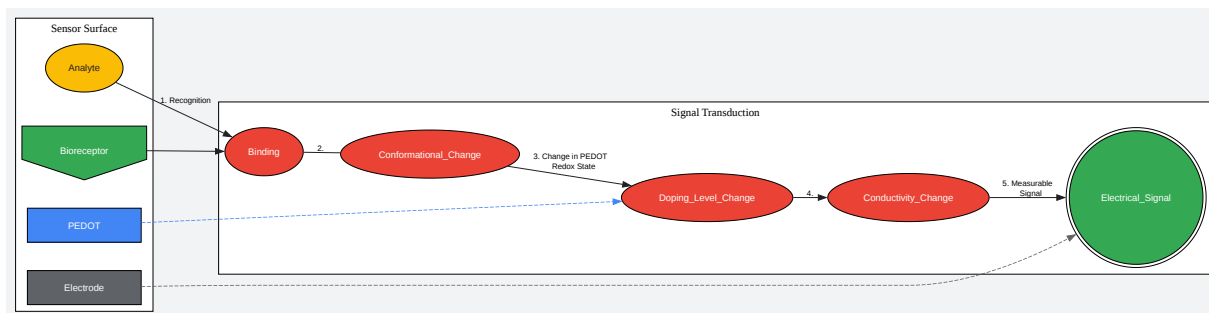 Sensor Surface
Analyte
1. Recognition
Signal Transduction
Bioreceptor
Binding
2.
Conformational_Change
3. Change in PEDOT
Redox State
PEDOT
Doping_Level_Change
4.
Conductivity_Change
5. Measurable
Signal
Electrical_Signal
Electrode